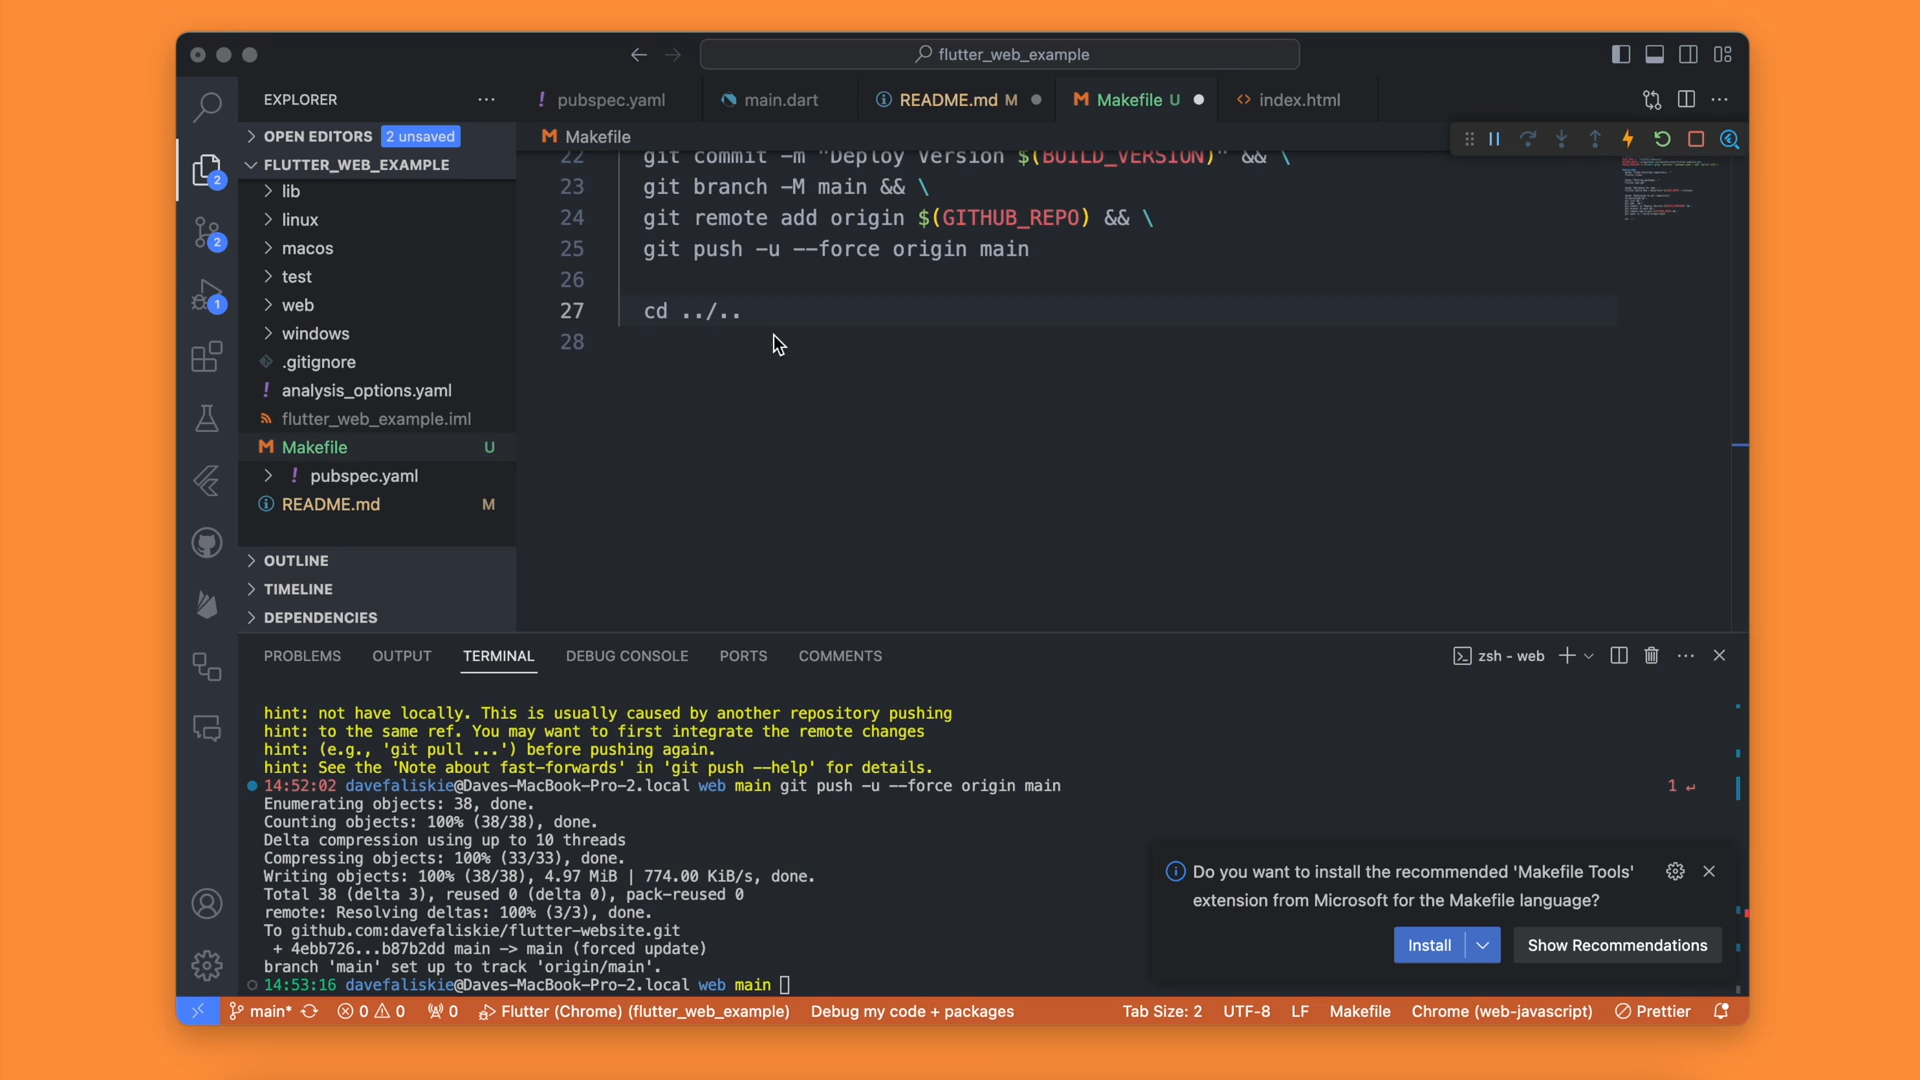 flutter_web_example
EXPLORER
pubspec.yaml
main.dart
README.md M
Makefile U
index.html
OPEN EDITORS 2 unsaved
FLUTTER_WEB_EXAMPLE
lib
linux
macos
test
web
windows
.gitignore
! analysis_options.yaml
flutter_web_example.iml
M Makefile U
! pubspec.yaml
README.md M
OUTLINE
TIMELINE
DEPENDENCIES
2
2
1
M Makefile
22 git commit -m "Deploy Version $(BUILD_VERSION)" && \
23 git branch -M main && \
24 git remote add origin $(GITHUB_REPO) && \
25 git push -u --force origin main
26
27 cd ../..
28
PROBLEMS OUTPUT TERMINAL DEBUG CONSOLE PORTS COMMENTS
zsh - web
hint: not have locally. This is usually caused by another repository pushing
hint: to the same ref. You may want to first integrate the remote changes
hint: (e.g., 'git pull ...') before pushing again.
hint: See the 'Note about fast-forwards' in 'git push --help' for details.
14:52:02 davefaliskie@Daves-MacBook-Pro-2.local web main git push -u --force origin main 1 ↵
Enumerating objects: 38, done.
Counting objects: 100% (38/38), done.
Delta compression using up to 10 threads
Compressing objects: 100% (33/33), done.
Writing objects: 100% (38/38), 4.97 MiB | 774.00 KiB/s, done.
Total 38 (delta 3), reused 0 (delta 0), pack-reused 0
remote: Resolving deltas: 100% (3/3), done.
To github.com:davefaliskie/flutter-website.git
+ 4ebb726...b87b2dd main -> main (forced update)
branch 'main' set up to track 'origin/main'.
14:53:16 davefaliskie@Daves-MacBook-Pro-2.local web main
Do you want to install the recommended 'Makefile Tools'
extension from Microsoft for the Makefile language?
Install
Show Recommendations
main* 0 0 0 Flutter (Chrome) (flutter_web_example) Debug my code + packages Tab Size: 2 UTF-8 LF Makefile Chrome (web-javascript) Prettier